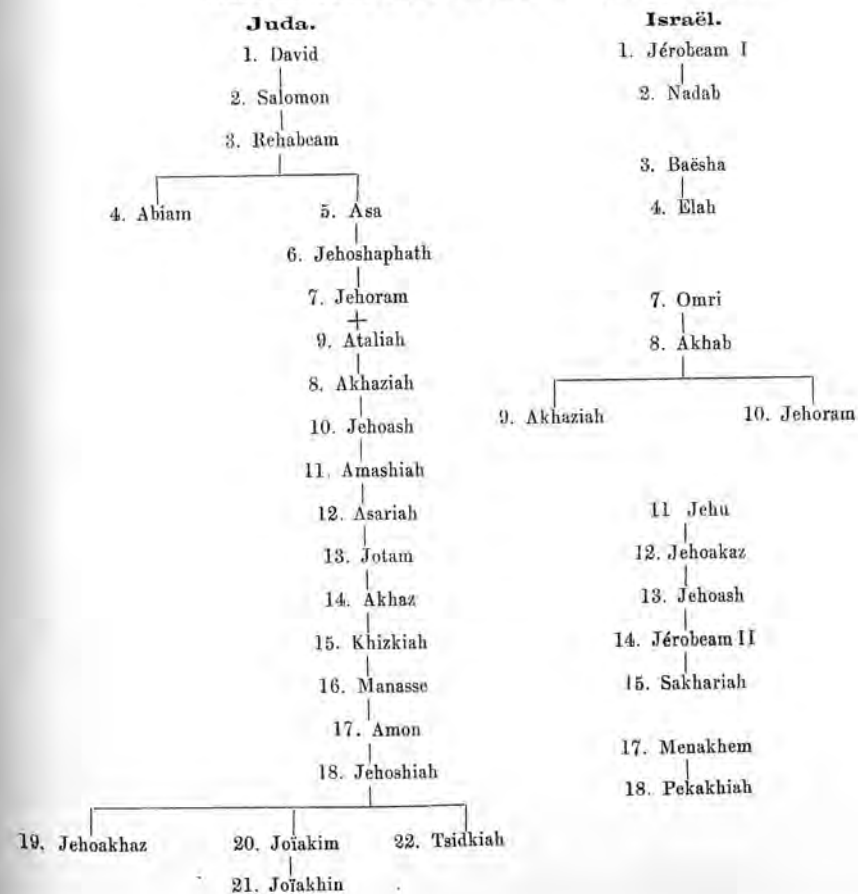 Juda.
1. David
2. Salomon
3. Rehabeam
4. Abiam 5. Asa
6. Jehoshaphath
7. Jehoram
9. Ataliah
8. Akhaziah
10. Jehoash
11. Amashiah
12. Asariah
13. Jotam
14. Akhaz
15. Khizkiah
16. Manasse
17. Amon
18. Jehoshiah
19. Jehoakhaz 20. Joïakim 22. Tsidkiah
21. Joïakhin
Israël.
1. Jérobeam I
2. Nadab
3. Baësha
4. Elah
7. Omri
8. Akhab
9. Akhaziah 10. Jehoram
11 Jehu
12. Jehoakaz
13. Jehoash
14. Jérobeam II
15. Sakhariah
17. Menakhem
18. Pekakhiah